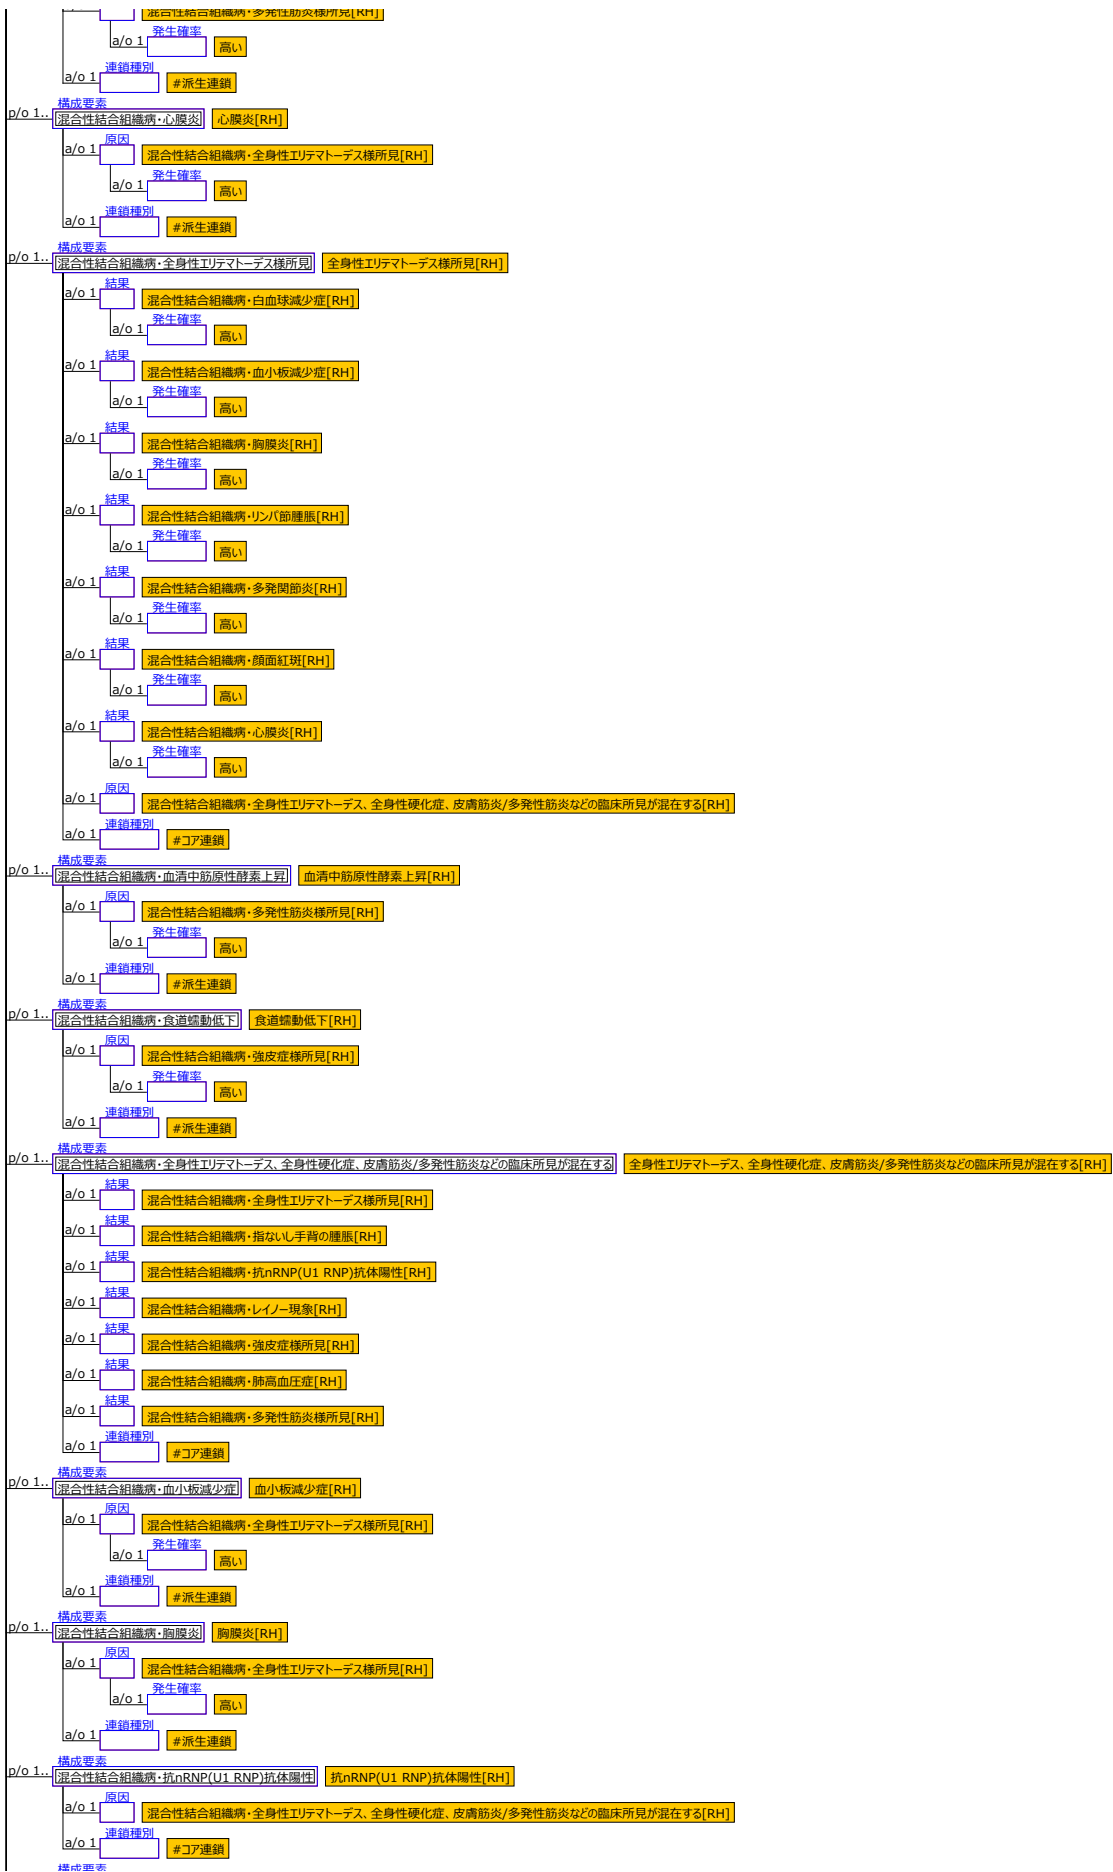 a/o 1 混合性結合組織病・多発性筋炎様所見[RH]
発生確率
a/o 1 高い
連鎖種別
a/o 1 #派生連鎖
構成要素
p/o 1.. 混合性結合組織病・心膜炎 心膜炎[RH]
原因
a/o 1 混合性結合組織病・全身性エリテマトーデス様所見[RH]
発生確率
a/o 1 高い
連鎖種別
a/o 1 #派生連鎖
構成要素
p/o 1.. 混合性結合組織病・全身性エリテマトーデス様所見 全身性エリテマトーデス様所見[RH]
結果
a/o 1 混合性結合組織病・白血球減少症[RH]
発生確率
a/o 1 高い
結果
a/o 1 混合性結合組織病・血小板減少症[RH]
発生確率
a/o 1 高い
結果
a/o 1 混合性結合組織病・胸膜炎[RH]
発生確率
a/o 1 高い
結果
a/o 1 混合性結合組織病・リンパ節腫脹[RH]
発生確率
a/o 1 高い
結果
a/o 1 混合性結合組織病・多発関節炎[RH]
発生確率
a/o 1 高い
結果
a/o 1 混合性結合組織病・顔面紅斑[RH]
発生確率
a/o 1 高い
結果
a/o 1 混合性結合組織病・心膜炎[RH]
発生確率
a/o 1 高い
原因
a/o 1 混合性結合組織病・全身性エリテマトーデス、全身性硬化症、皮膚筋炎/多発性筋炎などの臨床所見が混在する[RH]
連鎖種別
a/o 1 #コア連鎖
構成要素
p/o 1.. 混合性結合組織病・血清中筋原性酵素上昇 血清中筋原性酵素上昇[RH]
原因
a/o 1 混合性結合組織病・多発性筋炎様所見[RH]
発生確率
a/o 1 高い
連鎖種別
a/o 1 #派生連鎖
構成要素
p/o 1.. 混合性結合組織病・食道蠕動低下 食道蠕動低下[RH]
原因
a/o 1 混合性結合組織病・強皮症様所見[RH]
発生確率
a/o 1 高い
連鎖種別
a/o 1 #派生連鎖
構成要素
p/o 1.. 混合性結合組織病・全身性エリテマトーデス、全身性硬化症、皮膚筋炎/多発性筋炎などの臨床所見が混在する 全身性エリテマトーデス、全身性硬化症、皮膚筋炎/多発性筋炎などの臨床所見が混在する[RH]
結果
a/o 1 混合性結合組織病・全身性エリテマトーデス様所見[RH]
結果
a/o 1 混合性結合組織病・指ないし手背の腫脹[RH]
結果
a/o 1 混合性結合組織病・抗nRNP(U1 RNP)抗体陽性[RH]
結果
a/o 1 混合性結合組織病・レイノー現象[RH]
結果
a/o 1 混合性結合組織病・強皮症様所見[RH]
結果
a/o 1 混合性結合組織病・肺高血圧症[RH]
結果
a/o 1 混合性結合組織病・多発性筋炎様所見[RH]
連鎖種別
a/o 1 #コア連鎖
構成要素
p/o 1.. 混合性結合組織病・血小板減少症 血小板減少症[RH]
原因
a/o 1 混合性結合組織病・全身性エリテマトーデス様所見[RH]
発生確率
a/o 1 高い
連鎖種別
a/o 1 #派生連鎖
構成要素
p/o 1.. 混合性結合組織病・胸膜炎 胸膜炎[RH]
原因
a/o 1 混合性結合組織病・全身性エリテマトーデス様所見[RH]
発生確率
a/o 1 高い
連鎖種別
a/o 1 #派生連鎖
構成要素
p/o 1.. 混合性結合組織病・抗nRNP(U1 RNP)抗体陽性 抗nRNP(U1 RNP)抗体陽性[RH]
原因
a/o 1 混合性結合組織病・全身性エリテマトーデス、全身性硬化症、皮膚筋炎/多発性筋炎などの臨床所見が混在する[RH]
連鎖種別
a/o 1 #コア連鎖
構成要素